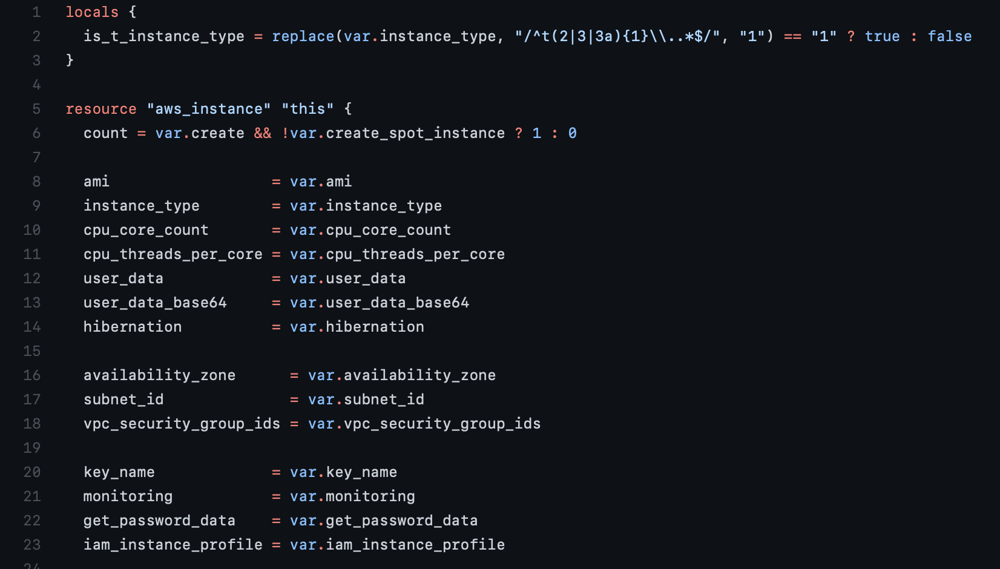 1 locals {
2   is_t_instance_type = replace(var.instance_type, "/^t(2|3|3a){1}\\..*$/", "1") == "1" ? true : false
3 }
4
5 resource "aws_instance" "this" {
6   count = var.create && !var.create_spot_instance ? 1 : 0
7
8   ami                  = var.ami
9   instance_type        = var.instance_type
10   cpu_core_count       = var.cpu_core_count
11   cpu_threads_per_core = var.cpu_threads_per_core
12   user_data            = var.user_data
13   user_data_base64     = var.user_data_base64
14   hibernation          = var.hibernation
15
16   availability_zone      = var.availability_zone
17   subnet_id              = var.subnet_id
18   vpc_security_group_ids = var.vpc_security_group_ids
19
20   key_name             = var.key_name
21   monitoring           = var.monitoring
22   get_password_data    = var.get_password_data
23   iam_instance_profile = var.iam_instance_profile
24